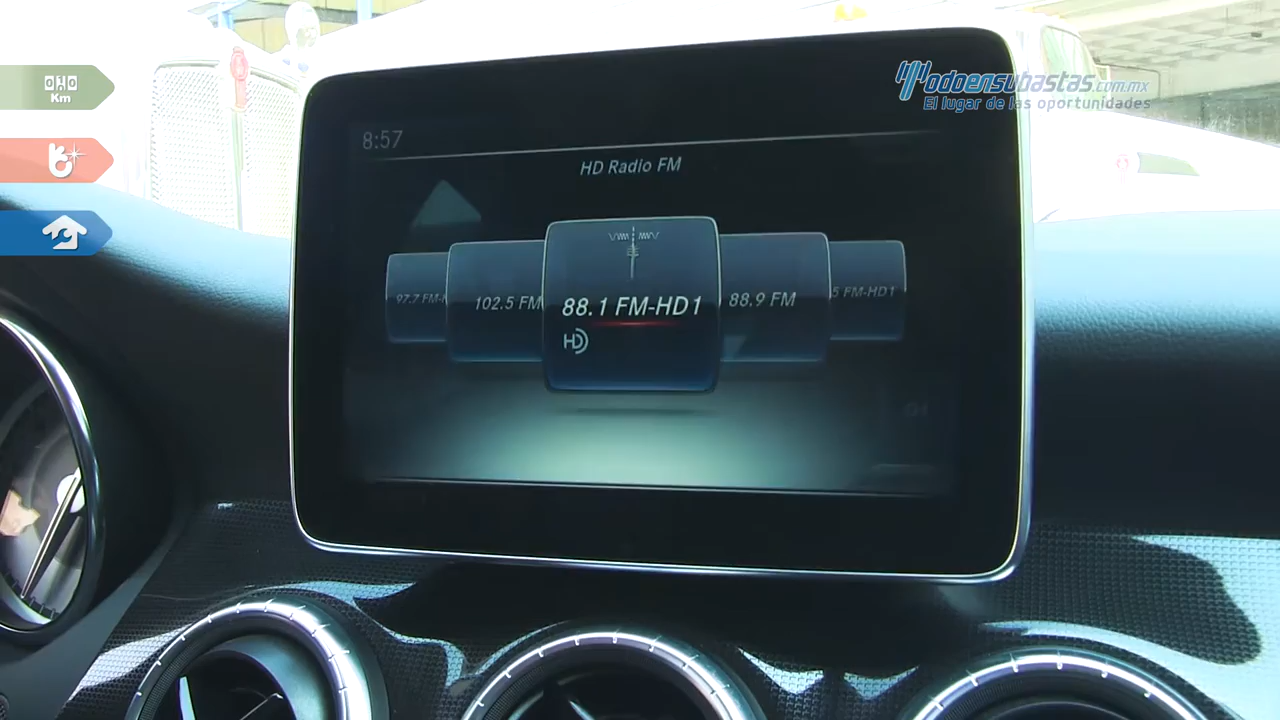 Km
Todoensubastas.com.mx
El lugar de las oportunidades
8:57
HD Radio FM
97.7 FM-H
102.5 FM
88.1 FM-HD1
88.9 FM
5 FM-HD1
HD